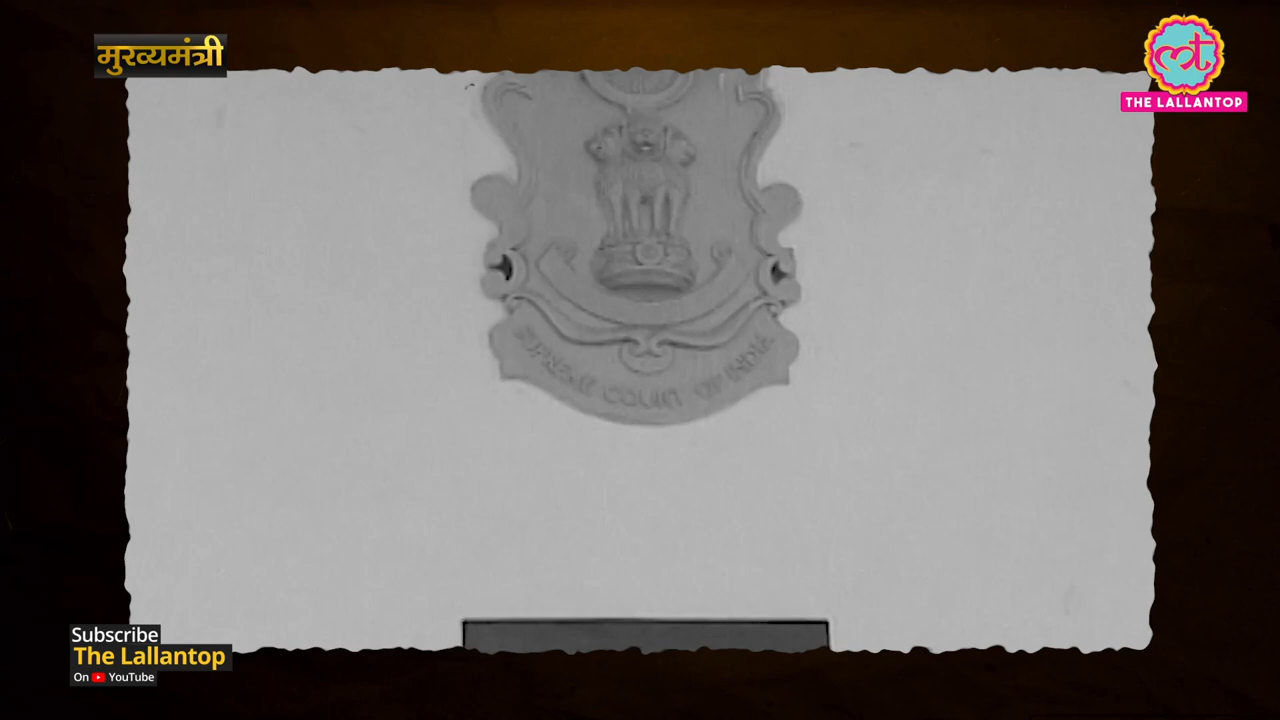 मुख्यमंत्री
THE LALLANTOP
SUPREME COURT OF INDIA
Subscribe
The Lallantop
On YouTube